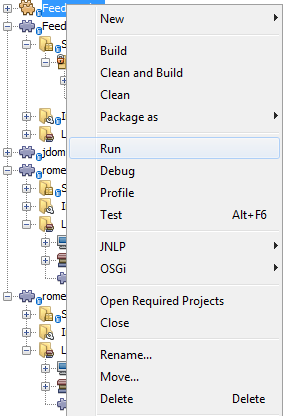 Feed
New
Feed
S
Build
Clean and Build
Clean
Package as
I
L
Run
jdom
Debug
rome
Profile
S
Test Alt+F6
I
L
JNLP
OSGi
Open Required Projects
rome
S
Close
I
L
Rename...
Move...
Delete Delete